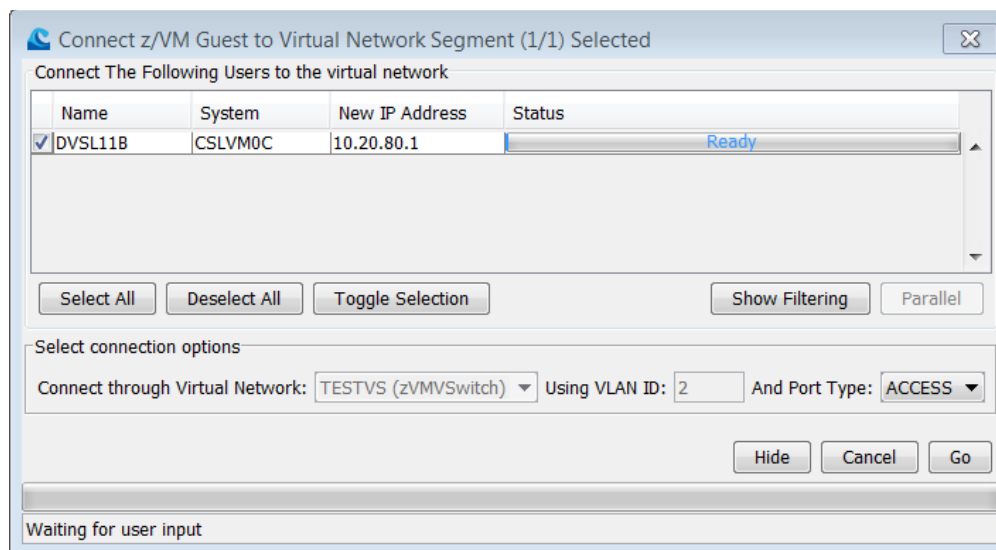 Connect z/VM Guest to Virtual Network Segment (1/1) Selected
Connect The Following Users to the virtual network
Name System New IP Address Status
DVSL11B CSLVM0C 10.20.80.1 Ready
Select All Deselect All Toggle Selection Show Filtering Parallel
Select connection options
Connect through Virtual Network: TESTVS (zVMVSwitch) Using VLAN ID: 2 And Port Type: ACCESS
Hide Cancel Go
Waiting for user input